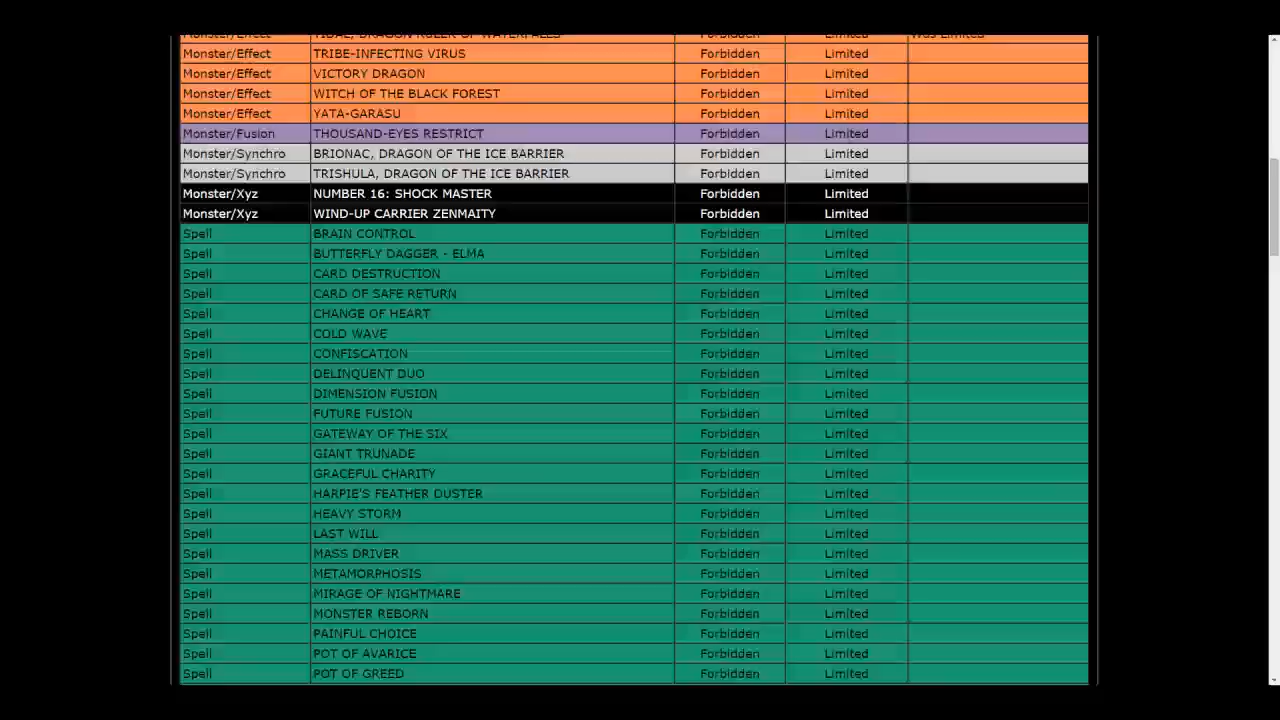 Monster/Effect TIDAL, DRAGON RULER OF WATERFALLS Forbidden Limited Was Limited
Monster/Effect TRIBE-INFECTING VIRUS Forbidden Limited
Monster/Effect VICTORY DRAGON Forbidden Limited
Monster/Effect WITCH OF THE BLACK FOREST Forbidden Limited
Monster/Effect YATA-GARASU Forbidden Limited
Monster/Fusion THOUSAND-EYES RESTRICT Forbidden Limited
Monster/Synchro BRIONAC, DRAGON OF THE ICE BARRIER Forbidden Limited
Monster/Synchro TRISHULA, DRAGON OF THE ICE BARRIER Forbidden Limited
Monster/Xyz NUMBER 16: SHOCK MASTER Forbidden Limited
Monster/Xyz WIND-UP CARRIER ZENMAITY Forbidden Limited
Spell BRAIN CONTROL Forbidden Limited
Spell BUTTERFLY DAGGER - ELMA Forbidden Limited
Spell CARD DESTRUCTION Forbidden Limited
Spell CARD OF SAFE RETURN Forbidden Limited
Spell CHANGE OF HEART Forbidden Limited
Spell COLD WAVE Forbidden Limited
Spell CONFISCATION Forbidden Limited
Spell DELINQUENT DUO Forbidden Limited
Spell DIMENSION FUSION Forbidden Limited
Spell FUTURE FUSION Forbidden Limited
Spell GATEWAY OF THE SIX Forbidden Limited
Spell GIANT TRUNADE Forbidden Limited
Spell GRACEFUL CHARITY Forbidden Limited
Spell HARPIE'S FEATHER DUSTER Forbidden Limited
Spell HEAVY STORM Forbidden Limited
Spell LAST WILL Forbidden Limited
Spell MASS DRIVER Forbidden Limited
Spell METAMORPHOSIS Forbidden Limited
Spell MIRAGE OF NIGHTMARE Forbidden Limited
Spell MONSTER REBORN Forbidden Limited
Spell PAINFUL CHOICE Forbidden Limited
Spell POT OF AVARICE Forbidden Limited
Spell POT OF GREED Forbidden Limited